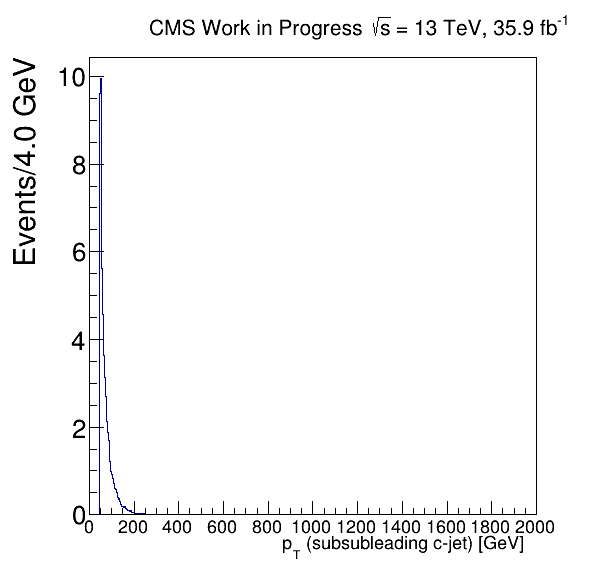 CMS Work in Progress √s = 13 TeV, 35.9 fb⁻¹
Events/4.0 GeV
10
8
6
4
2
0
0 200 400 600 800 1000 1200 1400 1600 1800 2000
p_T (subsubleading c-jet) [GeV]